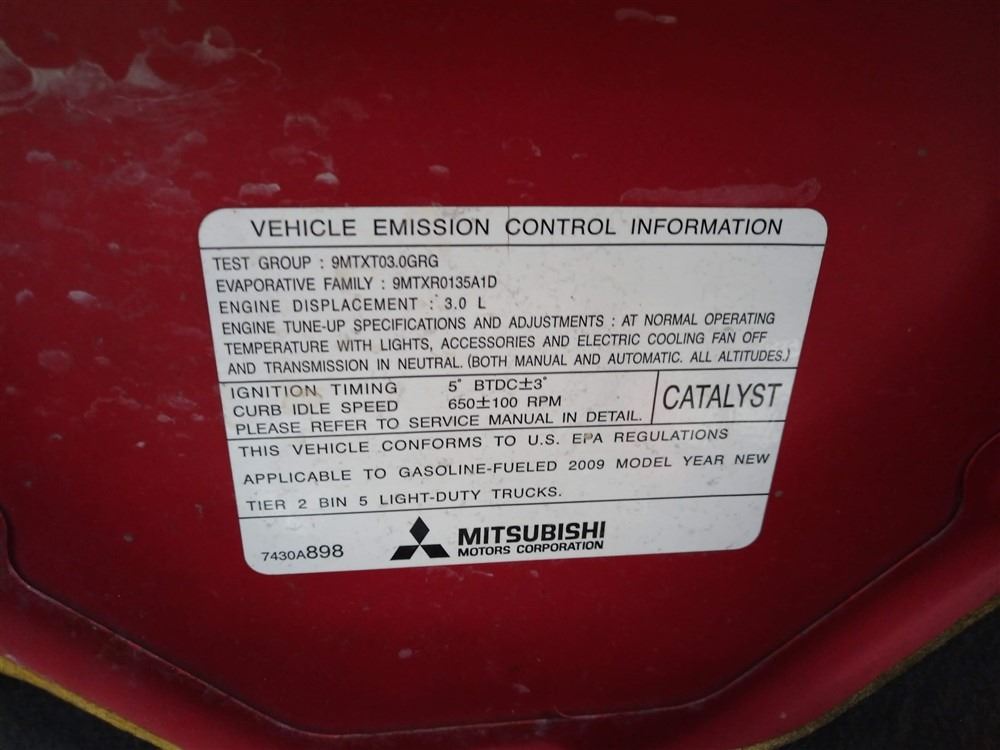 VEHICLE EMISSION CONTROL INFORMATION
TEST GROUP : 9MTXT03.0GRG
EVAPORATIVE FAMILY : 9MTXR0135A1D
ENGINE DISPLACEMENT : 3.0 L
ENGINE TUNE-UP SPECIFICATIONS AND ADJUSTMENTS : AT NORMAL OPERATING
TEMPERATURE WITH LIGHTS, ACCESSORIES AND ELECTRIC COOLING FAN OFF
AND TRANSMISSION IN NEUTRAL. (BOTH MANUAL AND AUTOMATIC. ALL ALTITUDES.)
IGNITION TIMING 5° BTDC±3°
CURB IDLE SPEED 650±100 RPM
PLEASE REFER TO SERVICE MANUAL IN DETAIL.
CATALYST
THIS VEHICLE CONFORMS TO U.S. EPA REGULATIONS
APPLICABLE TO GASOLINE-FUELED 2009 MODEL YEAR NEW
TIER 2 BIN 5 LIGHT-DUTY TRUCKS.
7430A898
MITSUBISHI
MOTORS CORPORATION